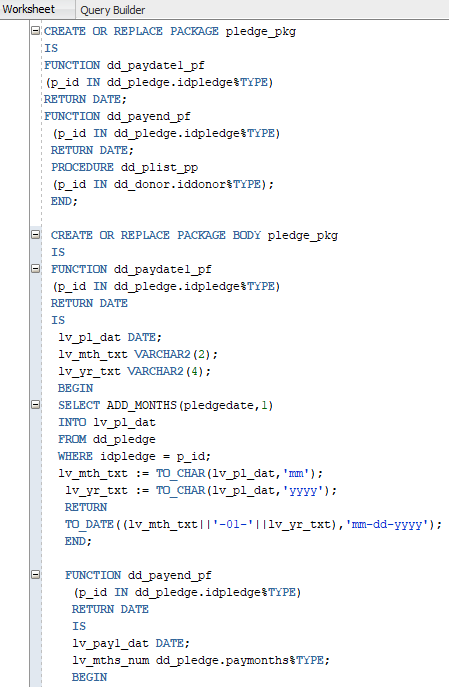 Worksheet Query Builder
CREATE OR REPLACE PACKAGE pledge_pkg
IS
FUNCTION dd_paydate1_pf
(p_id IN dd_pledge.idpledge%TYPE)
RETURN DATE;
FUNCTION dd_payend_pf
(p_id IN dd_pledge.idpledge%TYPE)
RETURN DATE;
PROCEDURE dd_plist_pp
(p_id IN dd_donor.iddonor%TYPE);
END;
CREATE OR REPLACE PACKAGE BODY pledge_pkg
IS
FUNCTION dd_paydate1_pf
(p_id IN dd_pledge.idpledge%TYPE)
RETURN DATE
IS
lv_pl_dat DATE;
lv_mth_txt VARCHAR2(2);
lv_yr_txt VARCHAR2(4);
BEGIN
SELECT ADD_MONTHS(pledgedate,1)
INTO lv_pl_dat
FROM dd_pledge
WHERE idpledge = p_id;
lv_mth_txt := TO_CHAR(lv_pl_dat,'mm');
lv_yr_txt := TO_CHAR(lv_pl_dat,'yyyy');
RETURN
TO_DATE((lv_mth_txt||'-01-'||lv_yr_txt),'mm-dd-yyyy');
END;
FUNCTION dd_payend_pf
(p_id IN dd_pledge.idpledge%TYPE)
RETURN DATE
IS
lv_pay1_dat DATE;
lv_mths_num dd_pledge.paymonths%TYPE;
BEGIN